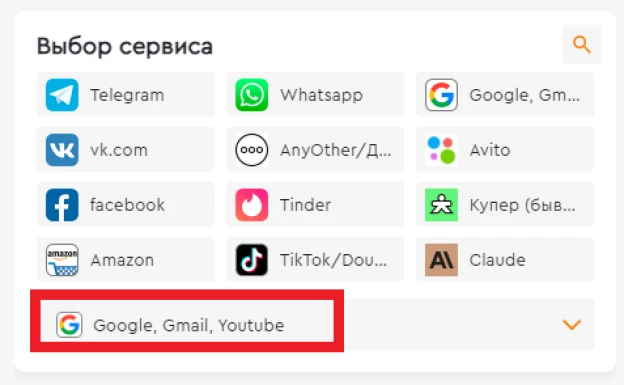 Выбор сервиса
Telegram
Whatsapp
Google, Gm...
vk.com
AnyOther/Д...
Avito
facebook
Tinder
Купер (быв...
amazon
Amazon
TikTok/Dou...
Claude
Google, Gmail, Youtube